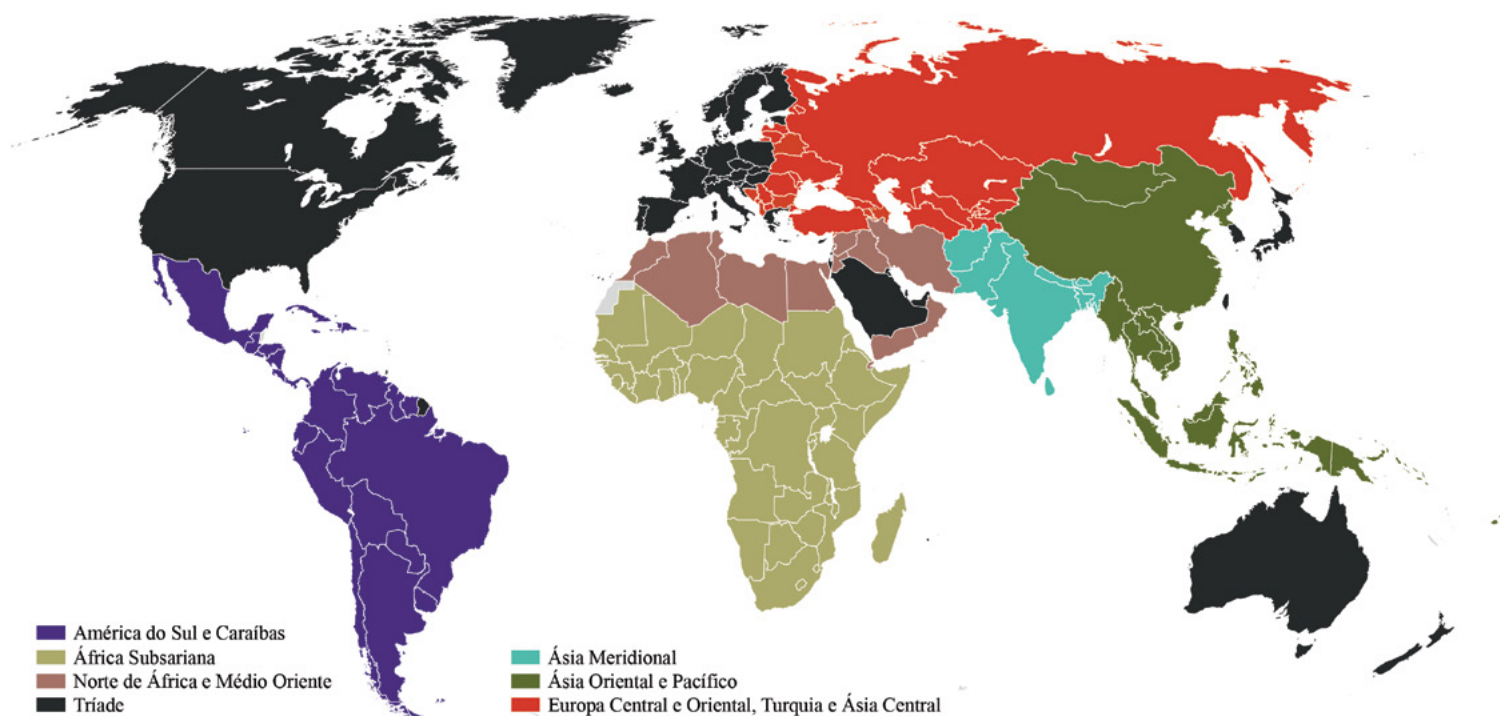 América do Sul e Caraíbas
África Subsariana
Norte de África e Médio Oriente
Tríade
Ásia Meridional
Ásia Oriental e Pacífico
Europa Central e Oriental, Turquia e Ásia Central